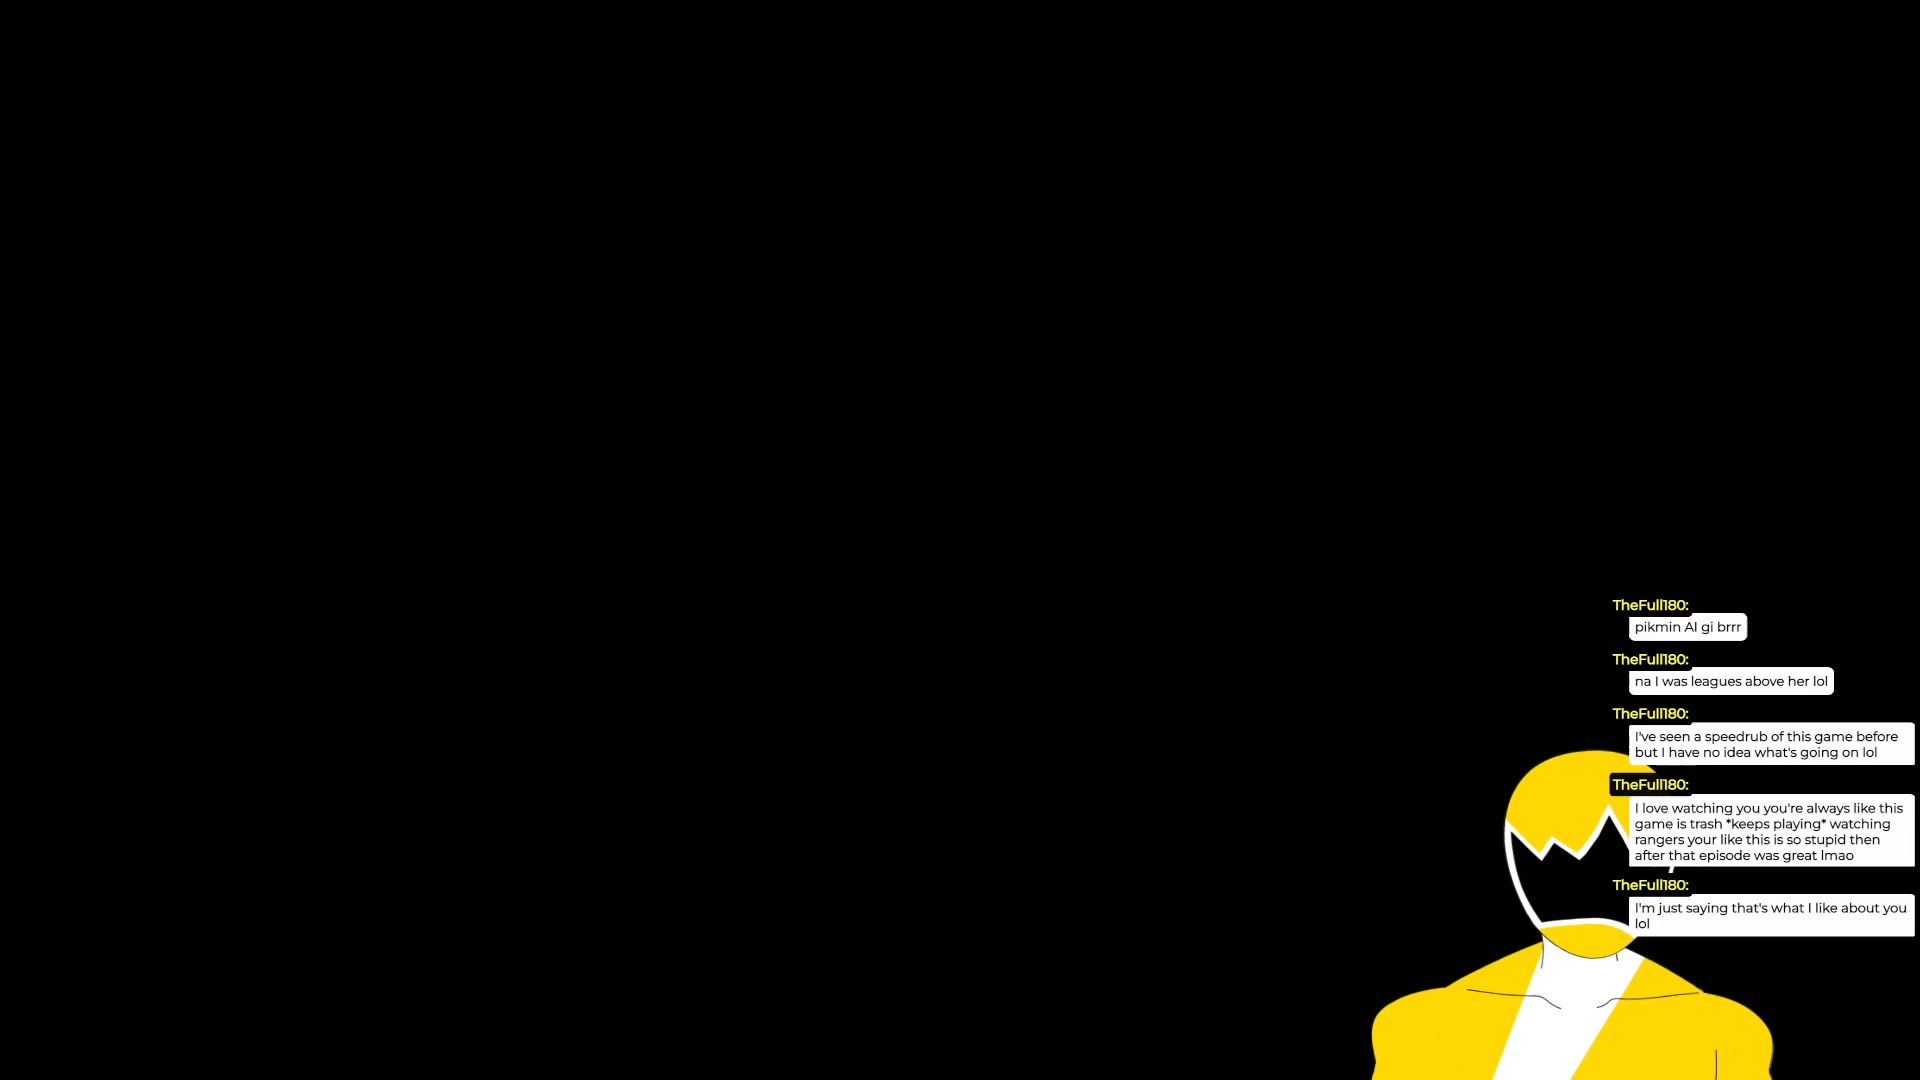 TheFull180:
pikmin AI gi brrr
TheFull180:
na I was leagues above her lol
TheFull180:
I've seen a speedrub of this game before
but I have no idea what's going on lol
TheFull180:
I love watching you you're always like this
game is trash *keeps playing* watching
rangers your like this is so stupid then
after that episode was great lmao
TheFull180:
I'm just saying that's what I like about you
lol